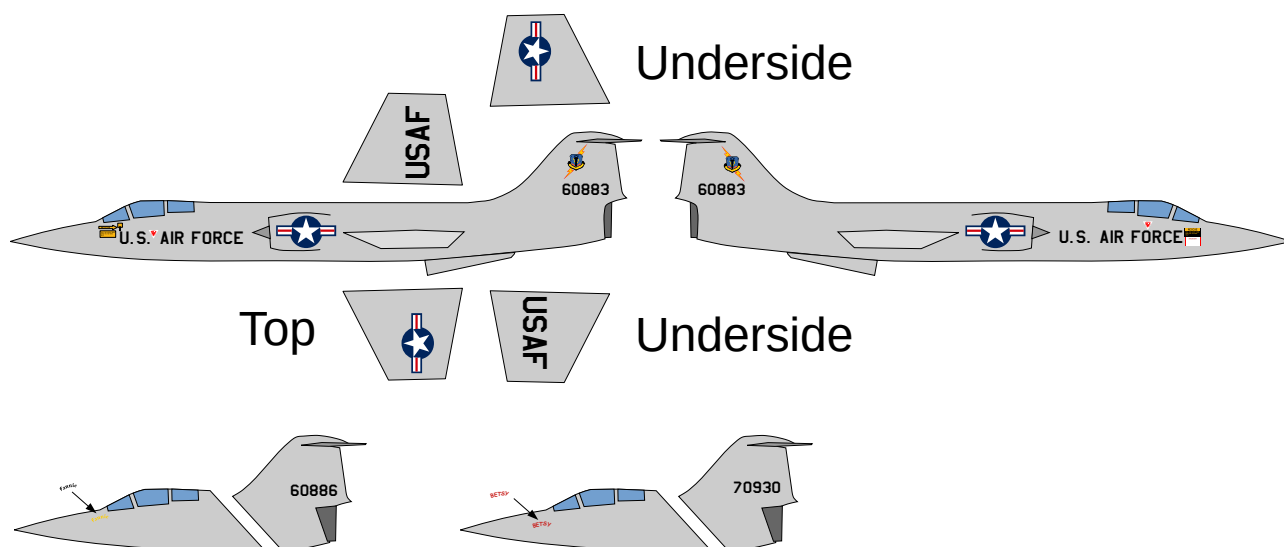 Underside
USAF
60883
60883
U.S. AIR FORCE
U.S. AIR FORCE
Top
USAF
Underside
60886
70930
BETSY
BETSY